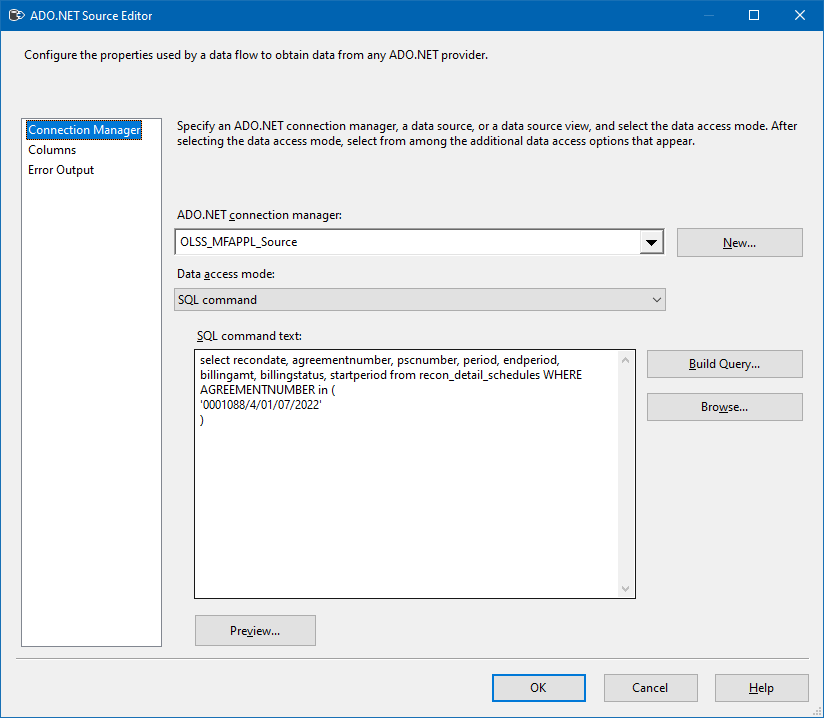 ADO.NET Source Editor
Configure the properties used by a data flow to obtain data from any ADO.NET provider.
Connection Manager
Columns
Error Output
Specify an ADO.NET connection manager, a data source, or a data source view, and select the data access mode. After
selecting the data access mode, select from among the additional data access options that appear.
ADO.NET connection manager:
OLSS_MFAPPL_Source
New...
Data access mode:
SQL command
SQL command text:
select recondate, agreementnumber, pscnumber, period, endperiod,
billingamt, billingstatus, startperiod from recon_detail_schedules WHERE
AGREEMENTNUMBER in (
'0001088/4/01/07/2022'
)
Build Query...
Browse...
Preview...
OK
Cancel
Help